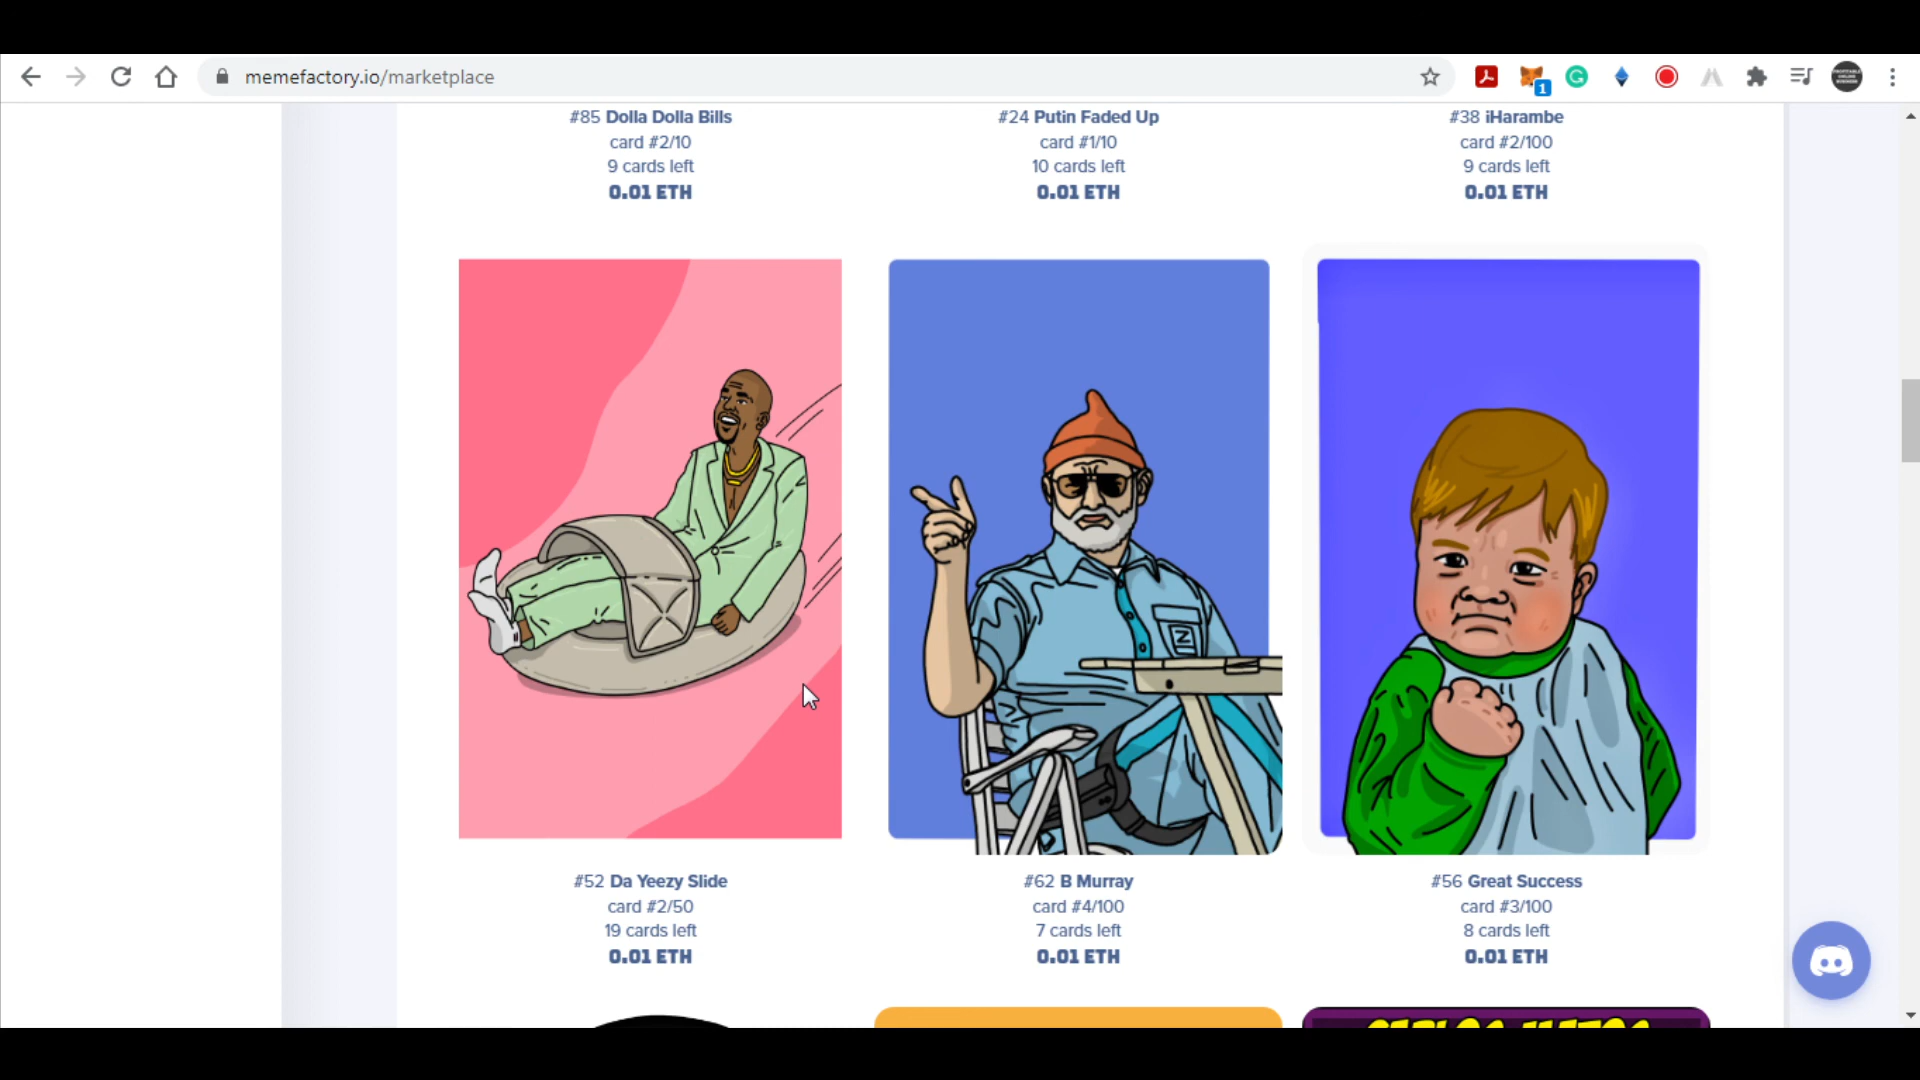 memefactory.io/marketplace
1
#85 Dolla Dolla Bills
card #2/10
9 cards left
0.01 ETH
#24 Putin Faded Up
card #1/10
10 cards left
0.01 ETH
#38 iHarambe
card #2/100
9 cards left
0.01 ETH
Z
#52 Da Yeezy Slide
card #2/50
19 cards left
0.01 ETH
#62 B Murray
card #4/100
7 cards left
0.01 ETH
#56 Great Success
card #3/100
8 cards left
0.01 ETH